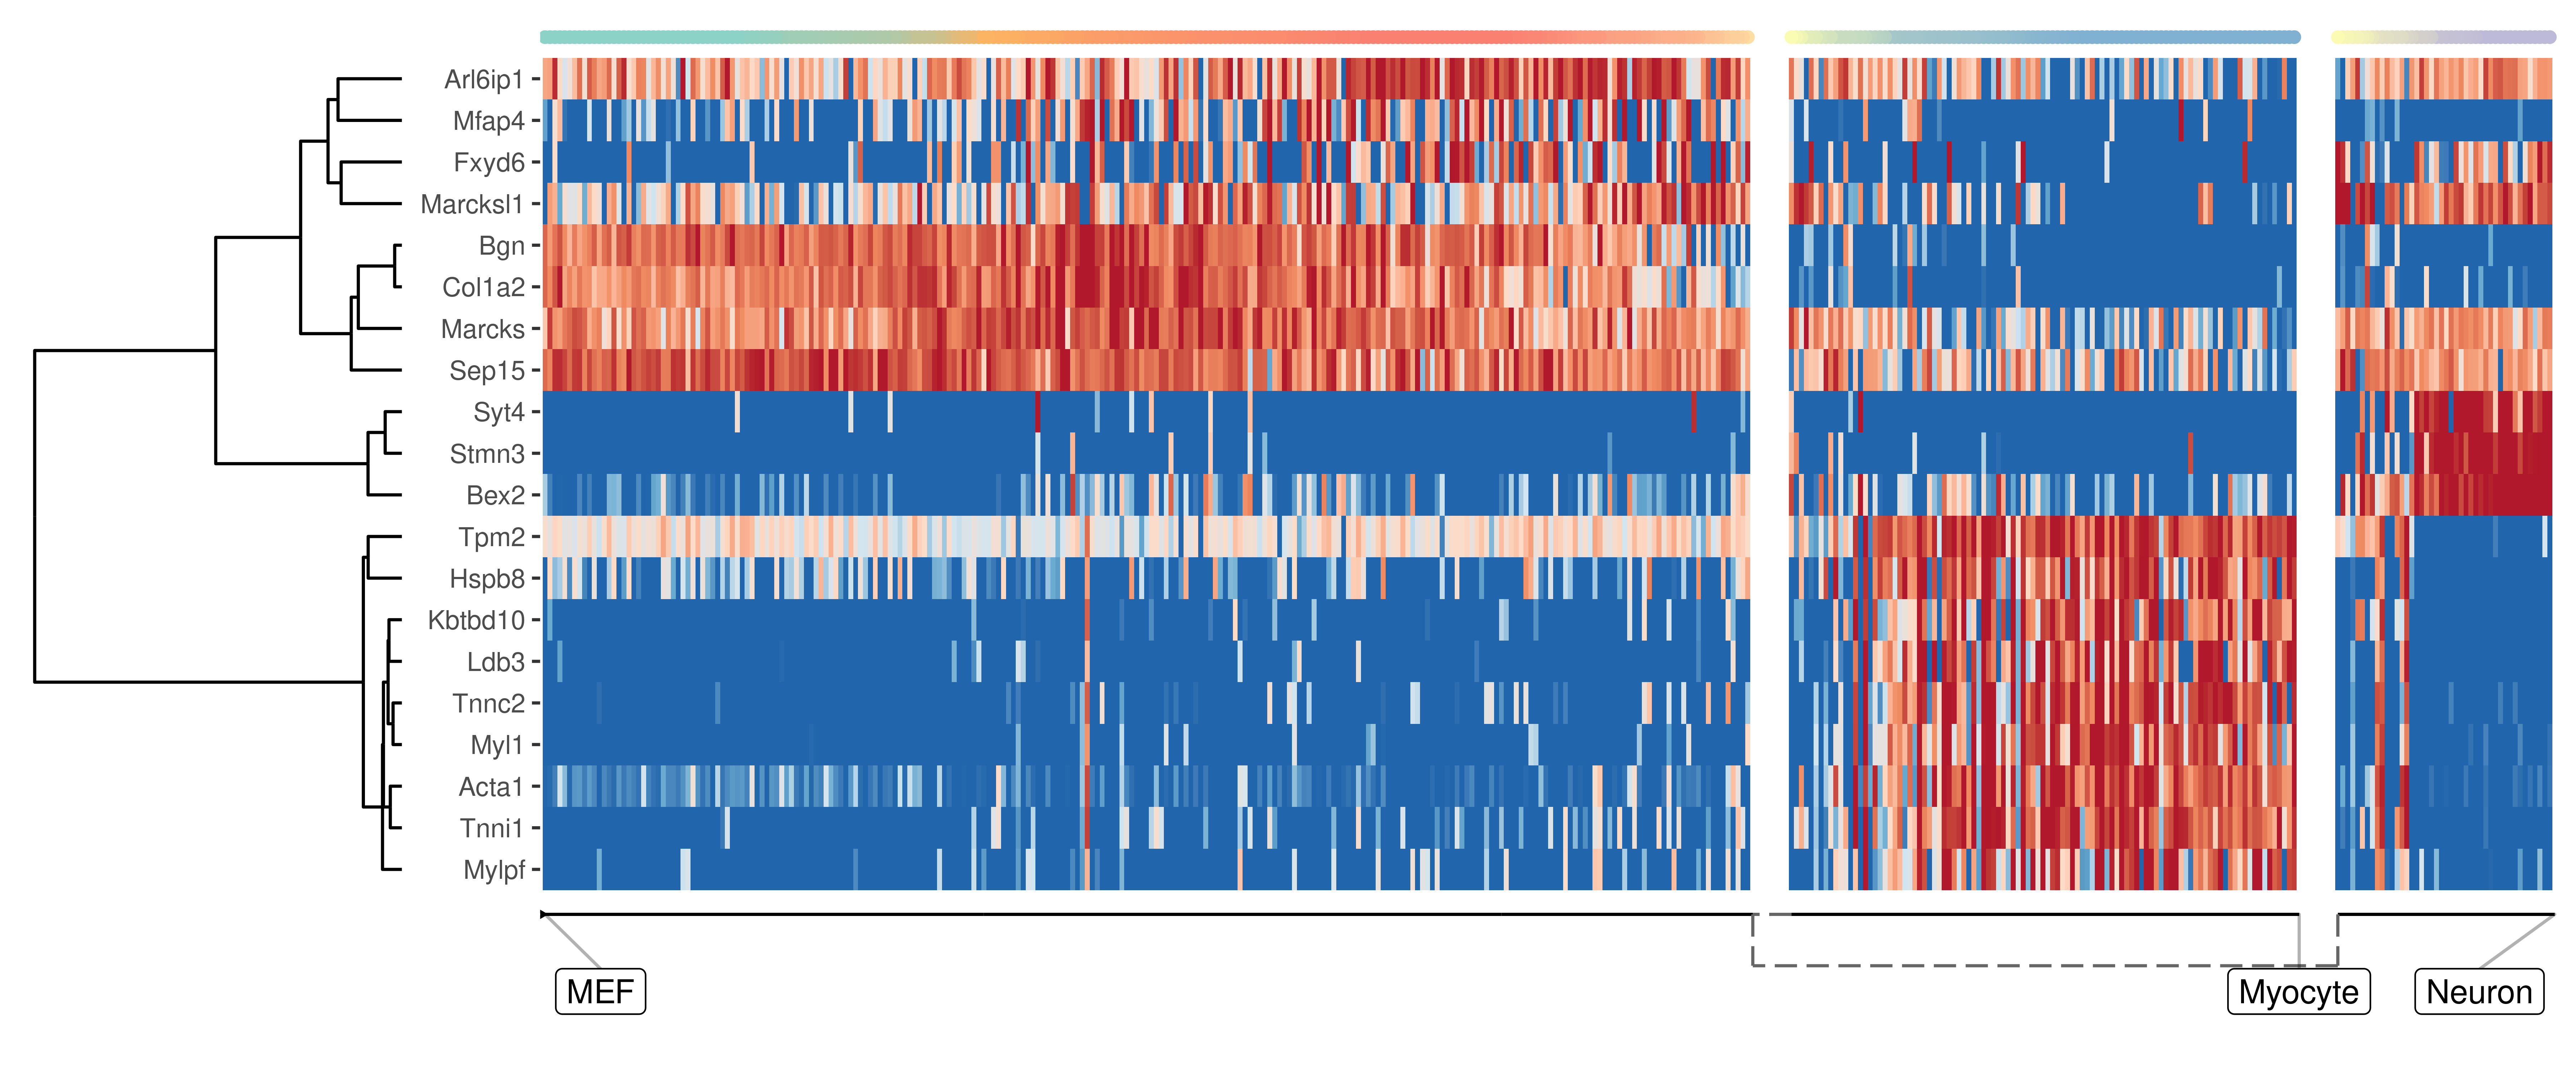 Arl6ip1
Mfap4
Fxyd6
Marcksl1
Bgn
Col1a2
Marcks
Sep15
Syt4
Stmn3
Bex2
Tpm2
Hspb8
Kbtbd10
Ldb3
Tnnc2
Myl1
Acta1
Tnni1
Mylpf
MEF
Myocyte
Neuron